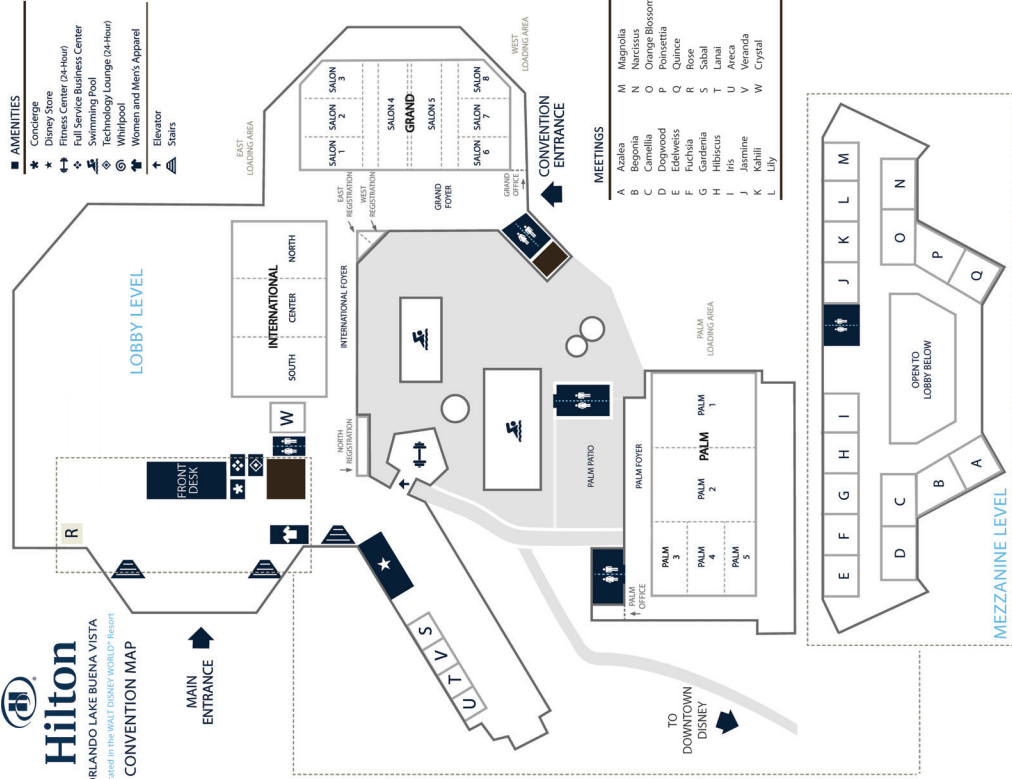 Hilton
ORLANDO LAKE BUENA VISTA
in the WALT DISNEY WORLD® Resort
CONVENTION MAP
■ AMENITIES
Concierge
Disney Store
Fitness Center (24-Hour)
Full Service Business Center
Swimming Pool
Technology Lounge (24-Hour)
Whirlpool
Women and Men's Apparel
Elevator
Stairs
LOBBY LEVEL
MAIN
ENTRANCE
R
FRONT
DESK
W
INTERNATIONAL
SOUTH
CENTER
NORTH
INTERNATIONAL FOYER
NORTH
REGISTRATION
EAST
REGISTRATION
WEST
REGISTRATION
EAST
LOADING AREA
WEST
LOADING AREA
GRAND
FOYER
GRAND
OFFICE
GRAND
SALON
1
SALON
2
SALON
3
SALON 4
SALON 5
SALON
6
SALON
7
SALON
8
CONVENTION
ENTRANCE
U
T
V
S
PALM PATIO
PALM FOYER
PALM
OFFICE
PALM
LOADING AREA
PALM
PALM
1
PALM
2
PALM
3
PALM
4
PALM
5
TO
DOWNTOWN
DISNEY
MEETINGS
A Azalea
B Begonia
C Camellia
D Dogwood
E Edelweiss
F Fuchsia
G Gardenia
H Hibiscus
I Iris
J Jasmine
K Kahili
L Lily
M Magnolia
N Narcissus
O Orange Blossom
P Poinsettia
Q Quince
R Rose
S Sabal
T Lanai
U Areca
V Veranda
W Crystal
MEZZANINE LEVEL
E
F
G
H
I
J
K
L
M
D
C
B
A
OPEN TO
LOBBY BELOW
O
N
P
Q